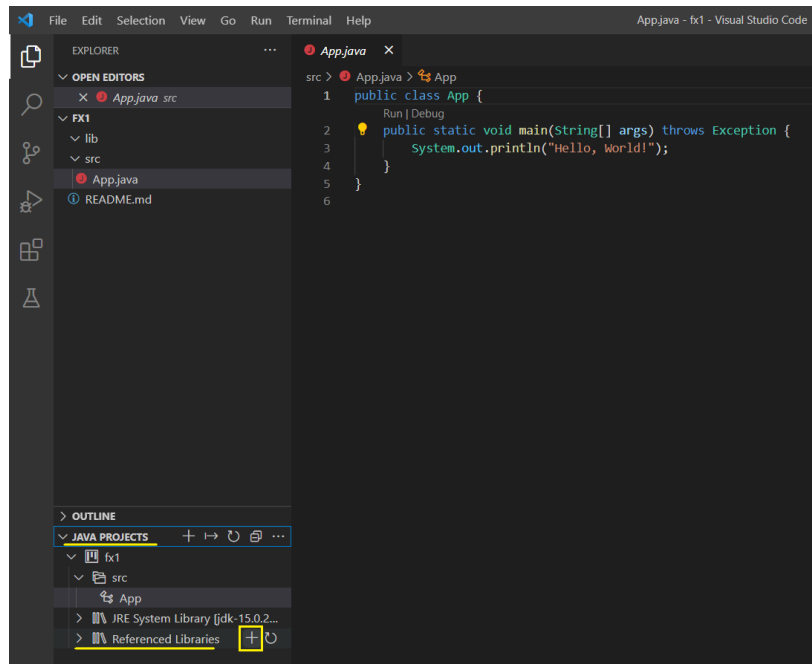 File Edit Selection View Go Run Terminal Help App.java - fx1 - Visual Studio Code
EXPLORER
OPEN EDITORS
App.java src
FX1
lib
src
App.java
README.md
OUTLINE
JAVA PROJECTS
fx1
src
App
JRE System Library [jdk-15.0.2...
Referenced Libraries
App.java
src > App.java > App
1 public class App {
Run | Debug
2 public static void main(String[] args) throws Exception {
3 System.out.println("Hello, World!");
4 }
5 }
6